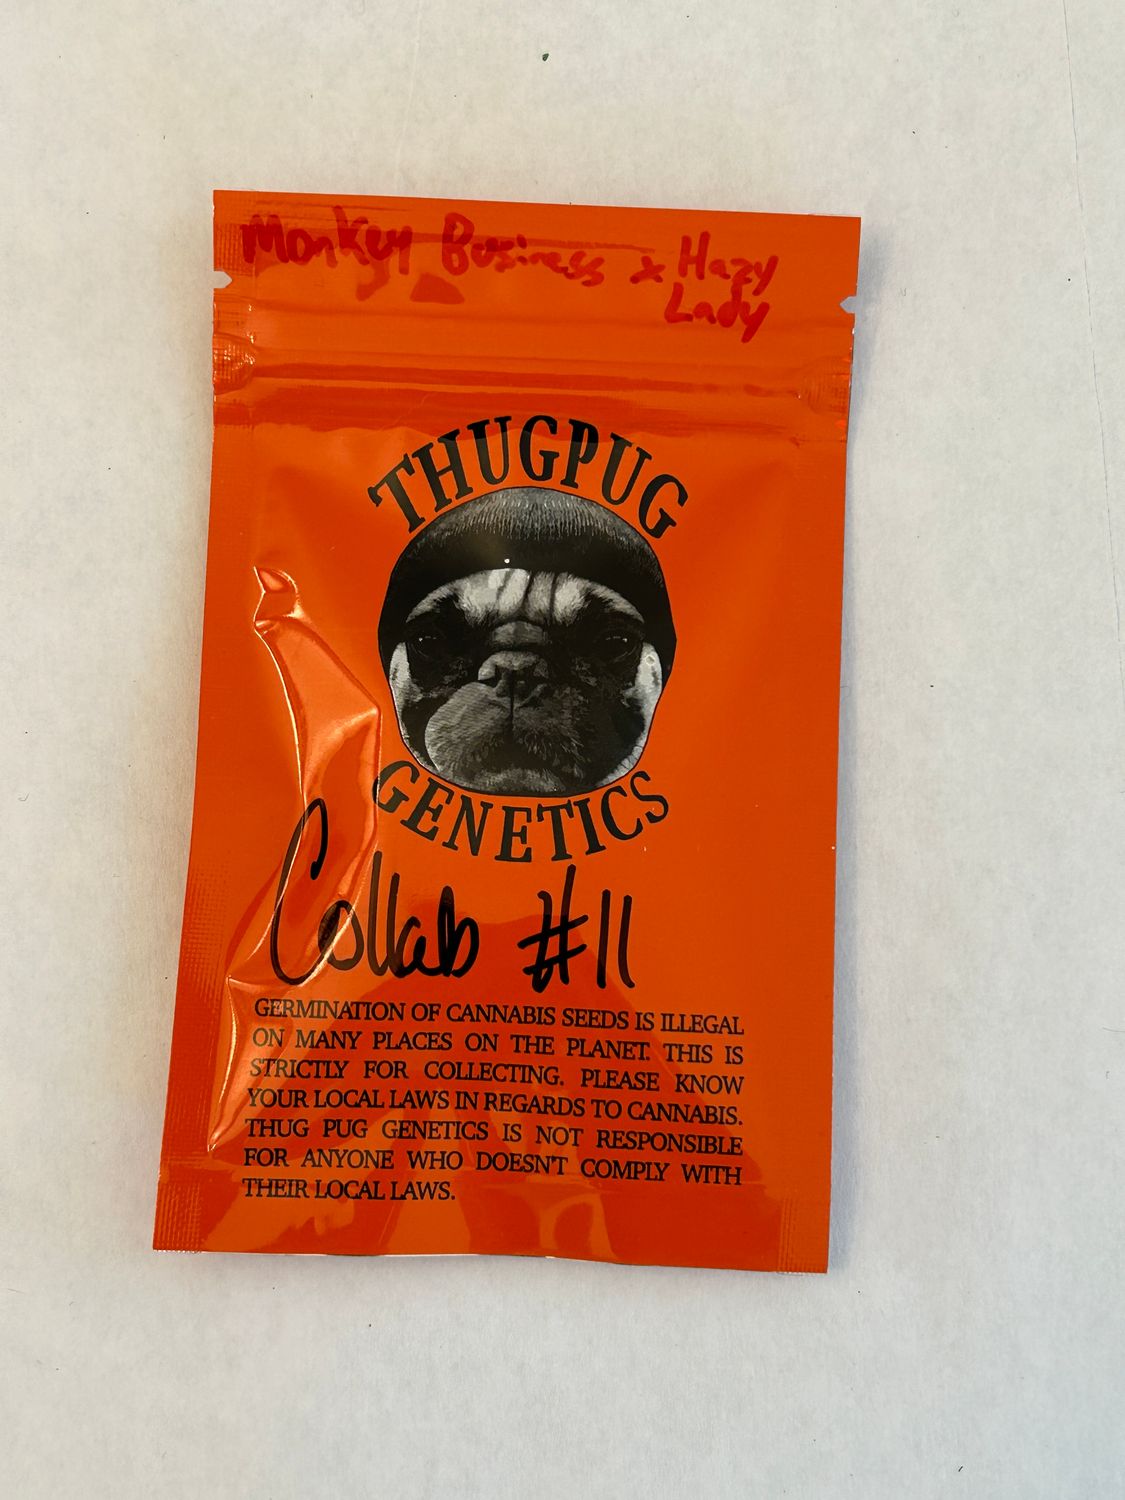 Monkey Business x Hazy
Lady
THUGPUG
GENETICS
Collab #11
GERMINATION OF CANNABIS SEEDS IS ILLEGAL
ON MANY PLACES ON THE PLANET. THIS IS
STRICTLY FOR COLLECTING. PLEASE KNOW
YOUR LOCAL LAWS IN REGARDS TO CANNABIS.
THUG PUG GENETICS IS NOT RESPONSIBLE
FOR ANYONE WHO DOESN'T COMPLY WITH
THEIR LOCAL LAWS.